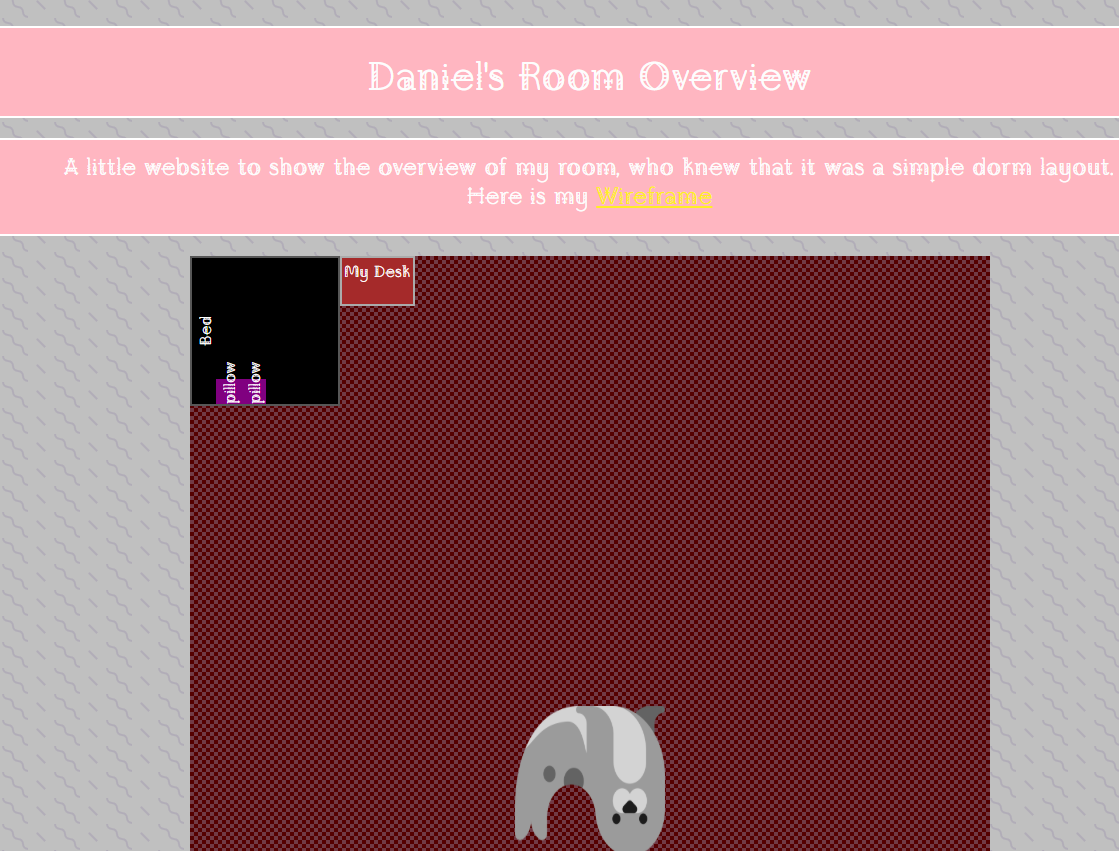 Daniel's Room Overview
A little website to show the overview of my room, who knew that it was a simple dorm layout.
Here is my Wireframe
My Desk
Bed
pillow
pillow